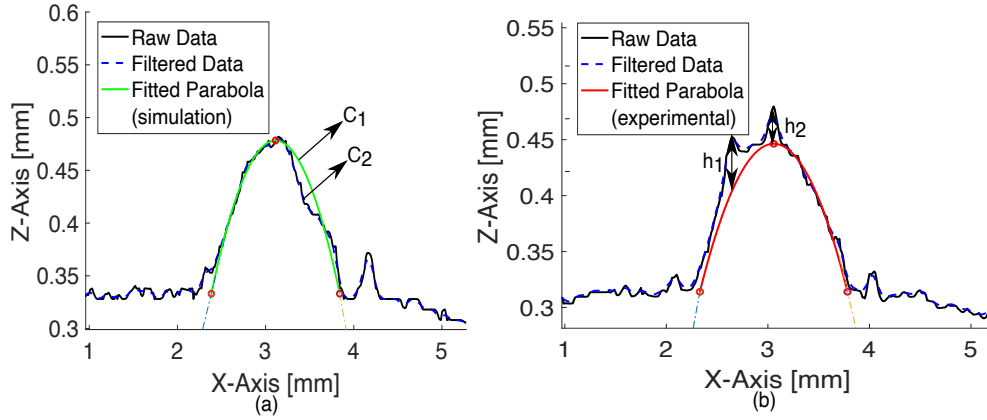 (a)
0.6
0.55
0.5
0.45
0.4
0.35
0.3
Z-Axis [mm]
Raw Data
Filtered Data
Fitted Parabola
(simulation)
C1
C2
1 2 3 4 5
X-Axis [mm]
(a)
b)
0.55
0.5
0.45
0.4
0.35
0.3
Z-Axis [mm]
Raw Data
Filtered Data
Fitted Parabola
(experimental)
h1
h2
1 2 3 4 5
X-Axis [mm]
(b)